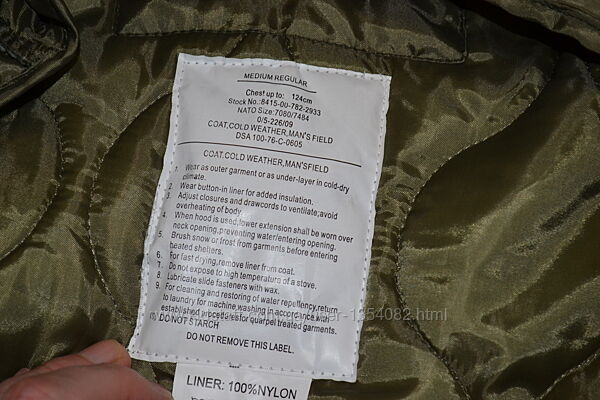 MEDIUM REGULAR
Chest up to: 124cm
Stock No.:8415-00-782-2933
NATO Size:7080/7484
0/5-226/09
COAT,COLD WEATHER,MAN'S FIELD
DSA 100-76-C-0605
COAT,COLD WEATHER,MAN'SFIELD
1. Wear as outer garment or as under-layer in cold-dry
climate.
2. Wear button-in liner for added insulation.
3. Adjust closures and drawcords to ventilate;avoid
overheating of body.
4. When hood is used,lower extension shall be worn over
neck opening,preventing water/entering opening.
5. Brush snow or frost from garments before entering
heated shelters.
6. For fast drying,remove liner from coat.
7. Do not expose to high temperature of a stove.
8. Lubricate slide fasteners with wax.
9. For cleaning and restoring of water repellency,return
to laundry for machine washing in accordance with
established procedures for quarpel treated garments.
DO NOT STARCH
DO NOT REMOVE THIS LABEL.
LINER: 100%NYLON